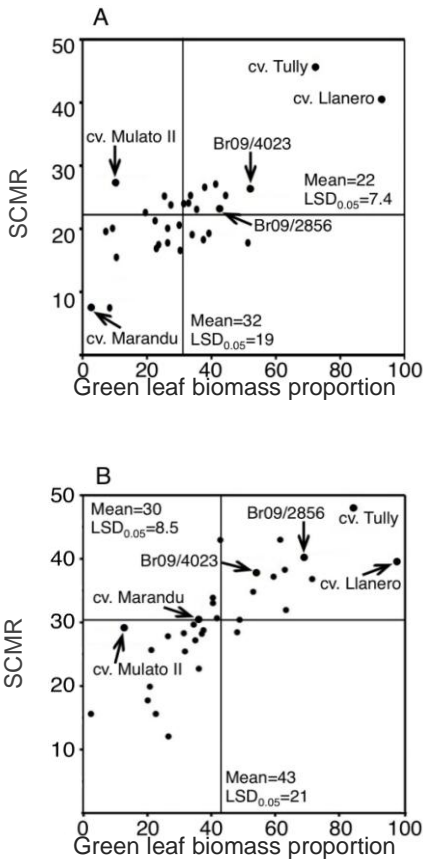 A
50
40
30
20
10
SCMR
cv. Tully
cv. Llanero
cv. Mulato II
Br09/4023
Mean=22
LSD0.05=7.4
Br09/2856
cv. Marandu
Mean=32
LSD0.05=19
0 20 40 60 80 100
Green leaf biomass proportion
B
50
40
30
20
10
SCMR
Mean=30
LSD0.05=8.5
Br09/2856
cv. Tully
Br09/4023
cv. Llanero
cv. Marandu
cv. Mulato II
Mean=43
LSD0.05=21
0 20 40 60 80 100
Green leaf biomass proportion